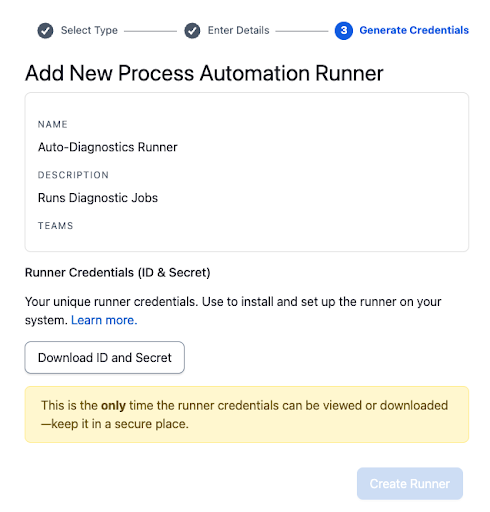 Select Type
Enter Details
3 Generate Credentials
Add New Process Automation Runner
NAME
Auto-Diagnostics Runner
DESCRIPTION
Runs Diagnostic Jobs
TEAMS
Runner Credentials (ID & Secret)
Your unique runner credentials. Use to install and set up the runner on your
system. Learn more.
Download ID and Secret
This is the only time the runner credentials can be viewed or downloaded
—keep it in a secure place.
Create Runner